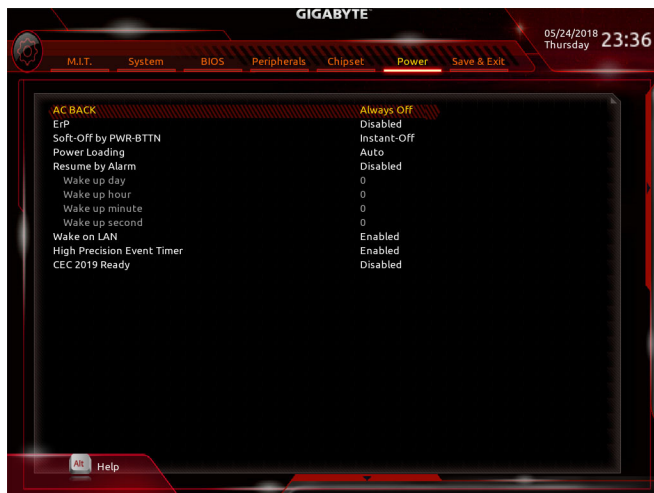 GIGABYTE™
05/24/2018 Thursday 23:36
M.I.T. System BIOS Peripherals Chipset Power Save & Exit
AC BACK Always Off
ErP Disabled
Soft-Off by PWR-BTTN Instant-Off
Power Loading Auto
Resume by Alarm Disabled
Wake up day 0
Wake up hour 0
Wake up minute 0
Wake up second 0
Wake on LAN Enabled
High Precision Event Timer Enabled
CEC 2019 Ready Disabled
Alt Help